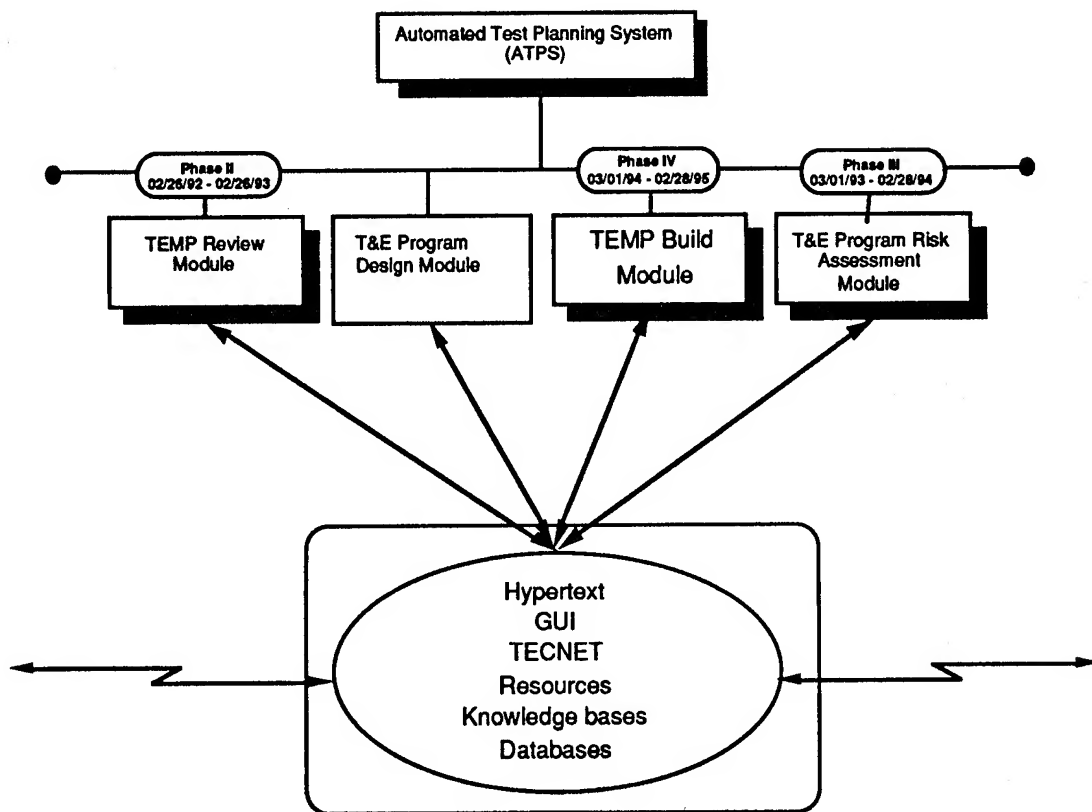 Automated Test Planning System
(ATPS)
Phase II
02/26/92 - 02/26/93
Phase IV
03/01/94 - 02/28/95
Phase III
03/01/93 - 02/28/94
TEMP Review
Module
T&E Program
Design Module
TEMP Build
Module
T&E Program Risk
Assessment
Module
Hypertext
GUI
TECNET
Resources
Knowledge bases
Databases